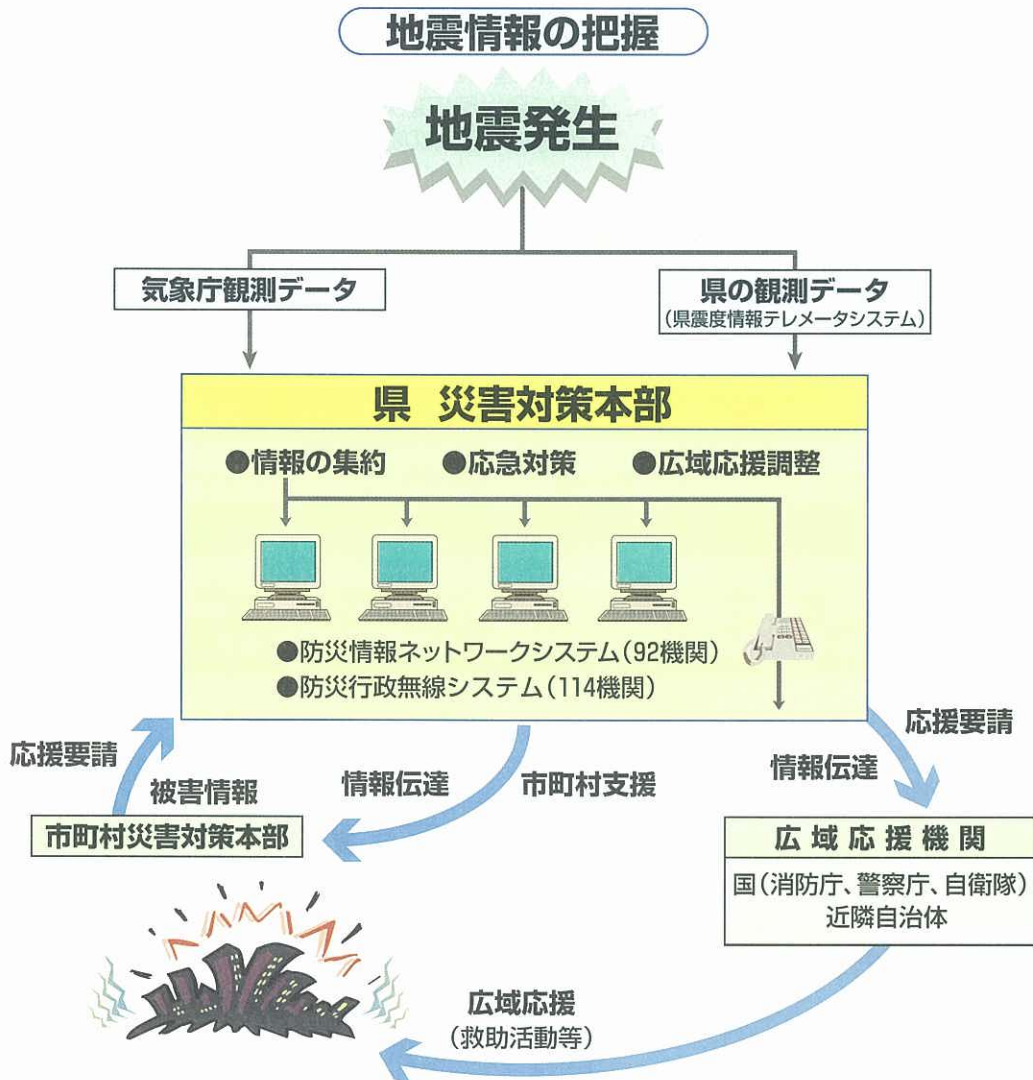 地震情報の把握
地震発生
気象庁観測データ
県の観測データ
(県震度情報テレメータシステム)
県 災害対策本部
●情報の集約 ●応急対策 ●広域応援調整
●防災情報ネットワークシステム(92機関)
●防災行政無線システム(114機関)
応援要請
被害情報
情報伝達
市町村支援
応援要請
情報伝達
市町村災害対策本部
広域応援機関
国(消防庁、警察庁、自衛隊)
近隣自治体
広域応援
(救助活動等)